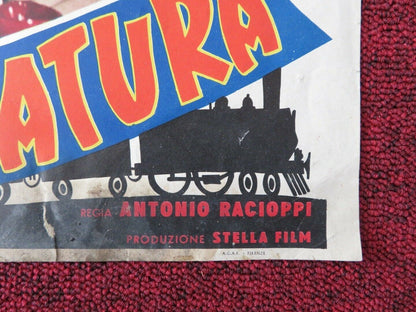 ATURA
REGIA ANTONIO RACIOPPI
PRODUZIONE STELLA FILM